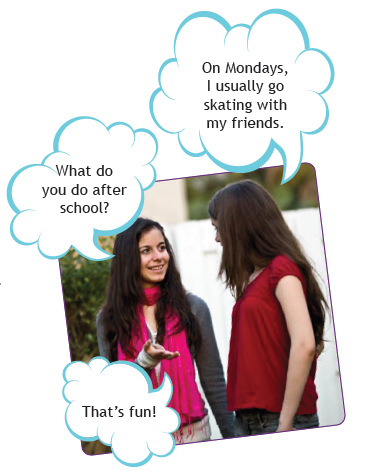 What do
you do after
school?
On Mondays,
I usually go
skating with
my friends.
That's fun!